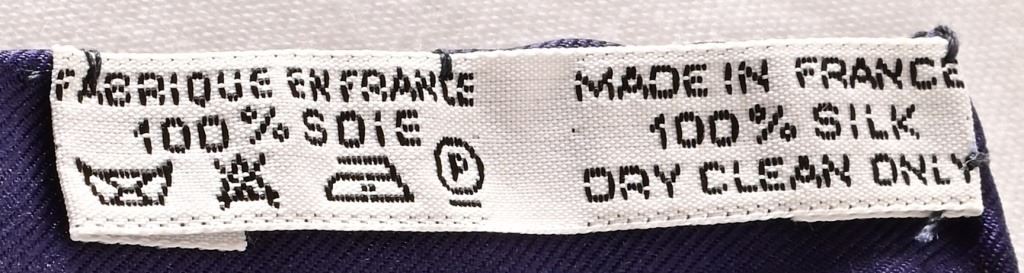 FABRIQUE EN FRANCE
100% SOIE
P
MADE IN FRANCE
100% SILK
DRY CLEAN ONLY